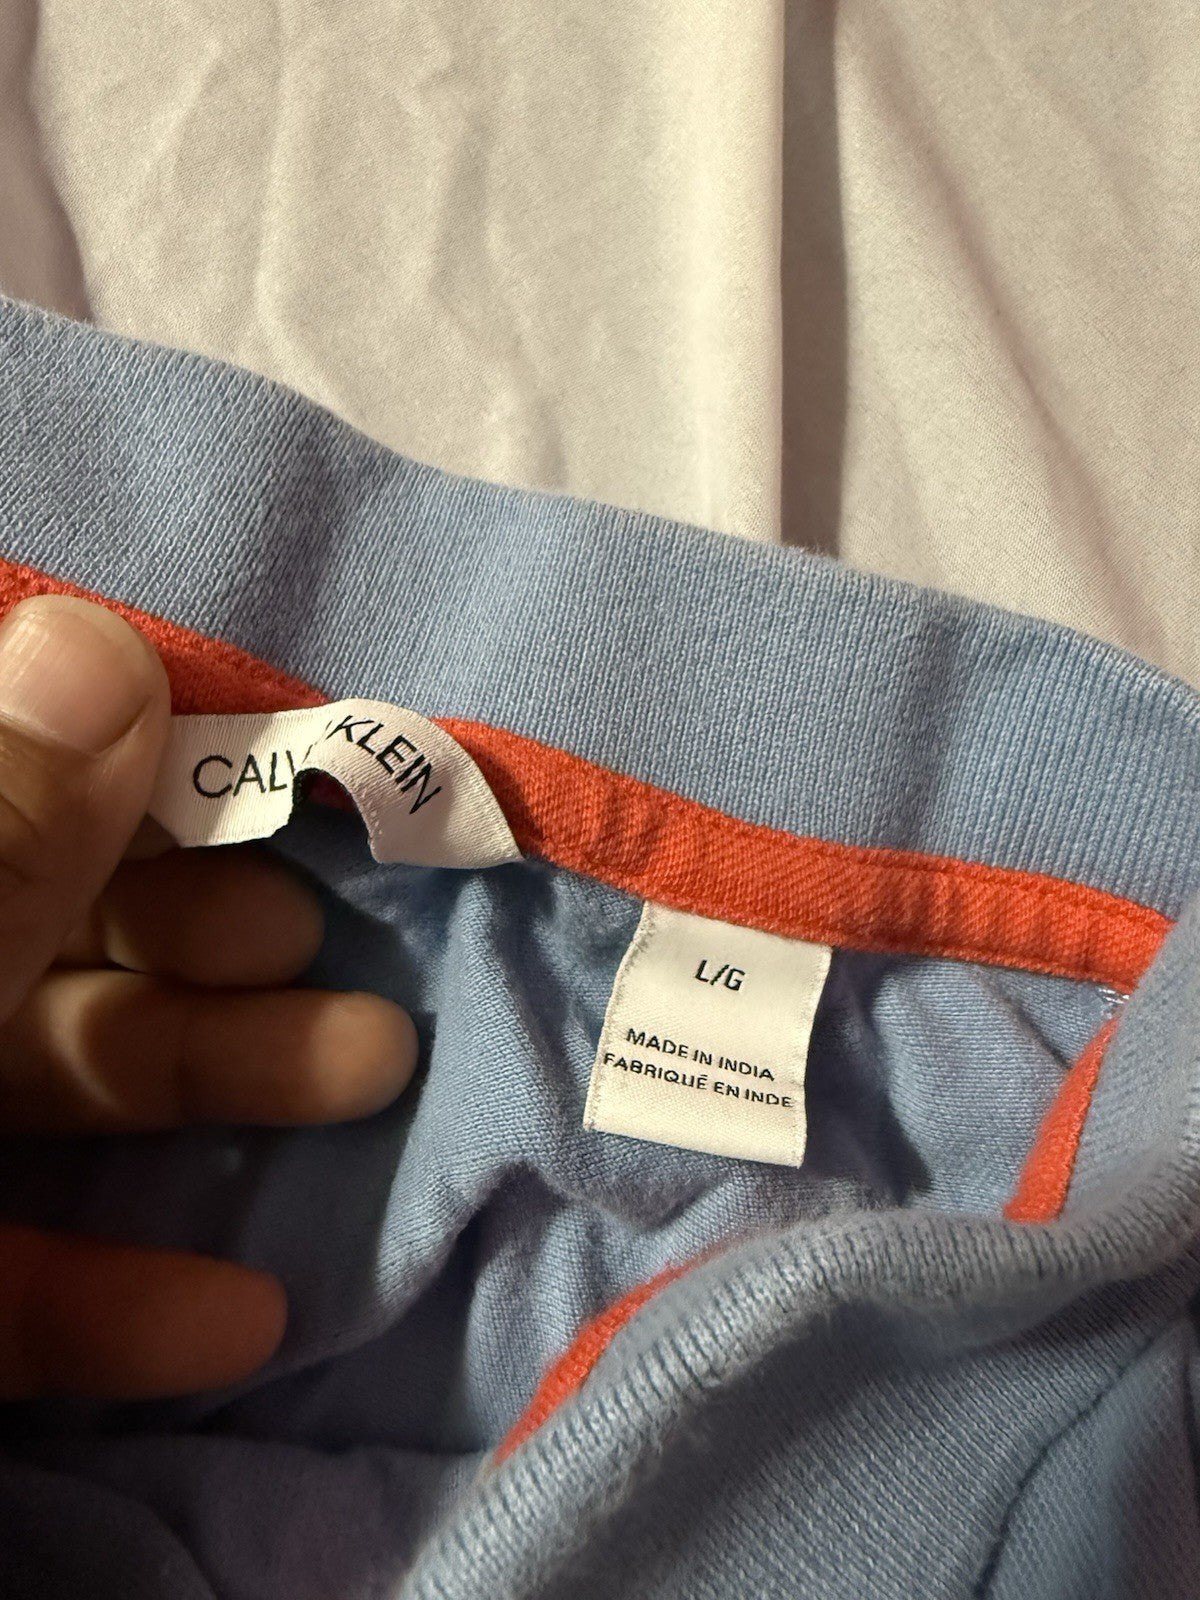 CALV KLEIN
L/G
MADE IN INDIA
FABRIQUÉ EN INDE